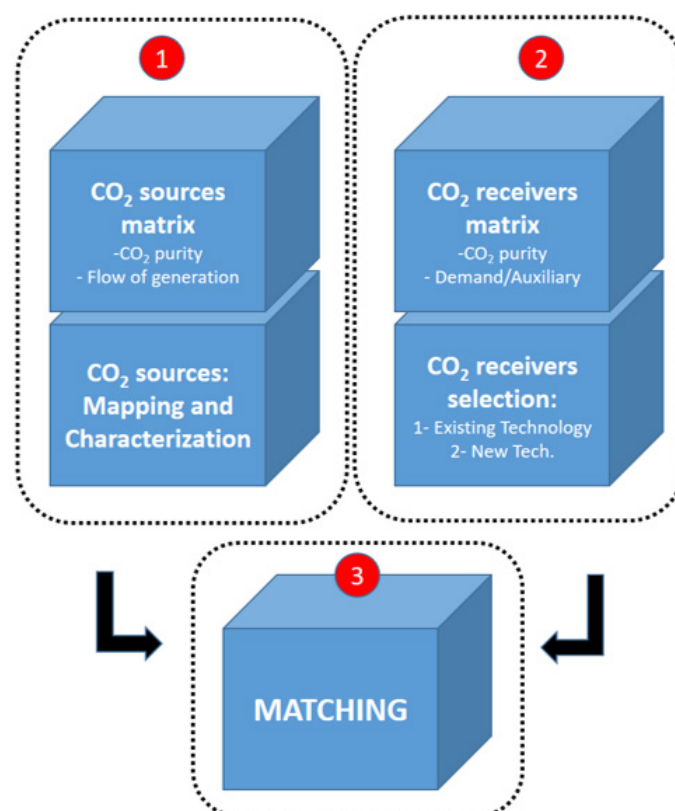 1
CO₂ sources
matrix
-CO₂ purity
- Flow of generation
CO₂ sources:
Mapping and
Characterization
2
CO₂ receivers
matrix
-CO₂ purity
- Demand/Auxiliary
CO₂ receivers
selection:
1- Existing Technology
2- New Tech.
3
MATCHING